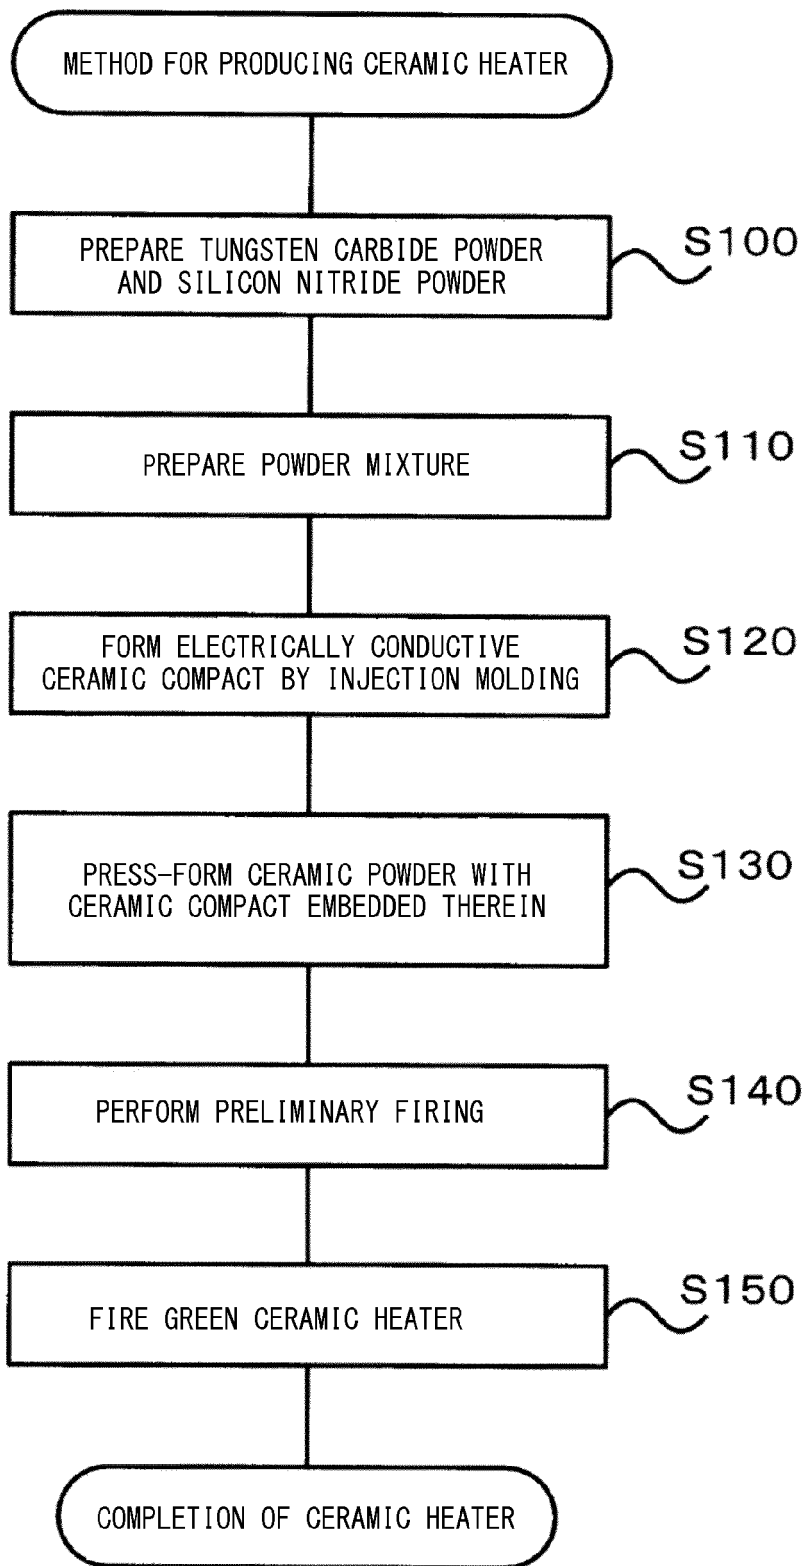 METHOD FOR PRODUCING CERAMIC HEATER
PREPARE TUNGSTEN CARBIDE POWDER
AND SILICON NITRIDE POWDER
S100
PREPARE POWDER MIXTURE
S110
FORM ELECTRICALLY CONDUCTIVE
CERAMIC COMPACT BY INJECTION MOLDING
S120
PRESS-FORM CERAMIC POWDER WITH
CERAMIC COMPACT EMBEDDED THEREIN
S130
PERFORM PRELIMINARY FIRING
S140
FIRE GREEN CERAMIC HEATER
S150
COMPLETION OF CERAMIC HEATER